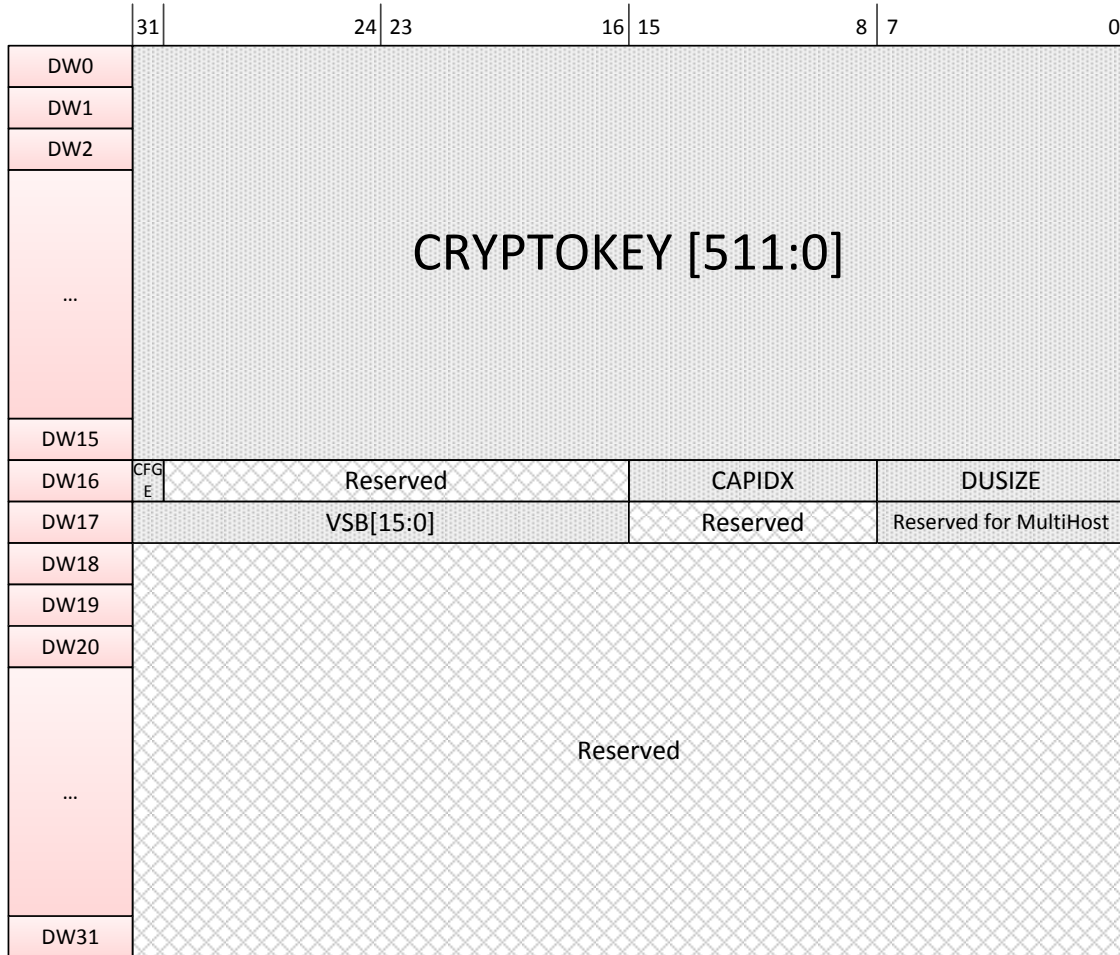 31 24 23 16 15 8 7 0
DW0
DW1
DW2
CRYPTOKEY [511:0]
...
DW15
DW16 CFG E Reserved CAPIDX DUSIZE
DW17 VSB[15:0] Reserved Reserved for MultiHost
DW18
DW19
DW20
Reserved
...
DW31